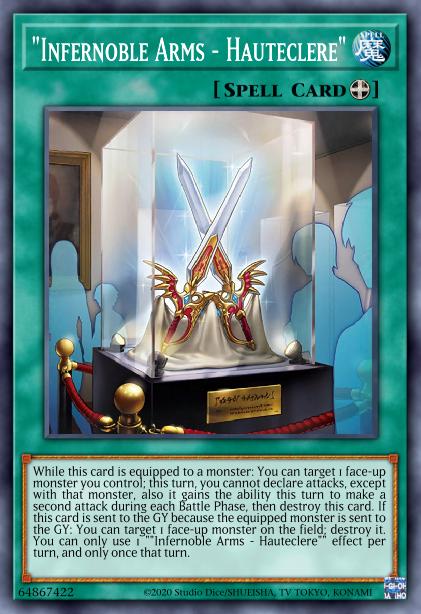 "Infernoble Arms - Hauteclere"
SPELL
魔
[Spell Card]
While this card is equipped to a monster: You can target 1 face-up
monster you control; this turn, you cannot declare attacks, except
with that monster, also it gains the ability this turn to make a
second attack during each Battle Phase, then destroy this card. If
this card is sent to the GY because the equipped monster is sent to
the GY: You can target 1 face-up monster on the field; destroy it.
You can only use 1 ""Infernoble Arms - Hauteclere"" effect per
turn, and only once that turn.
64867422 ©2020 Studio Dice/SHUEISHA, TV TOKYO, KONAMI